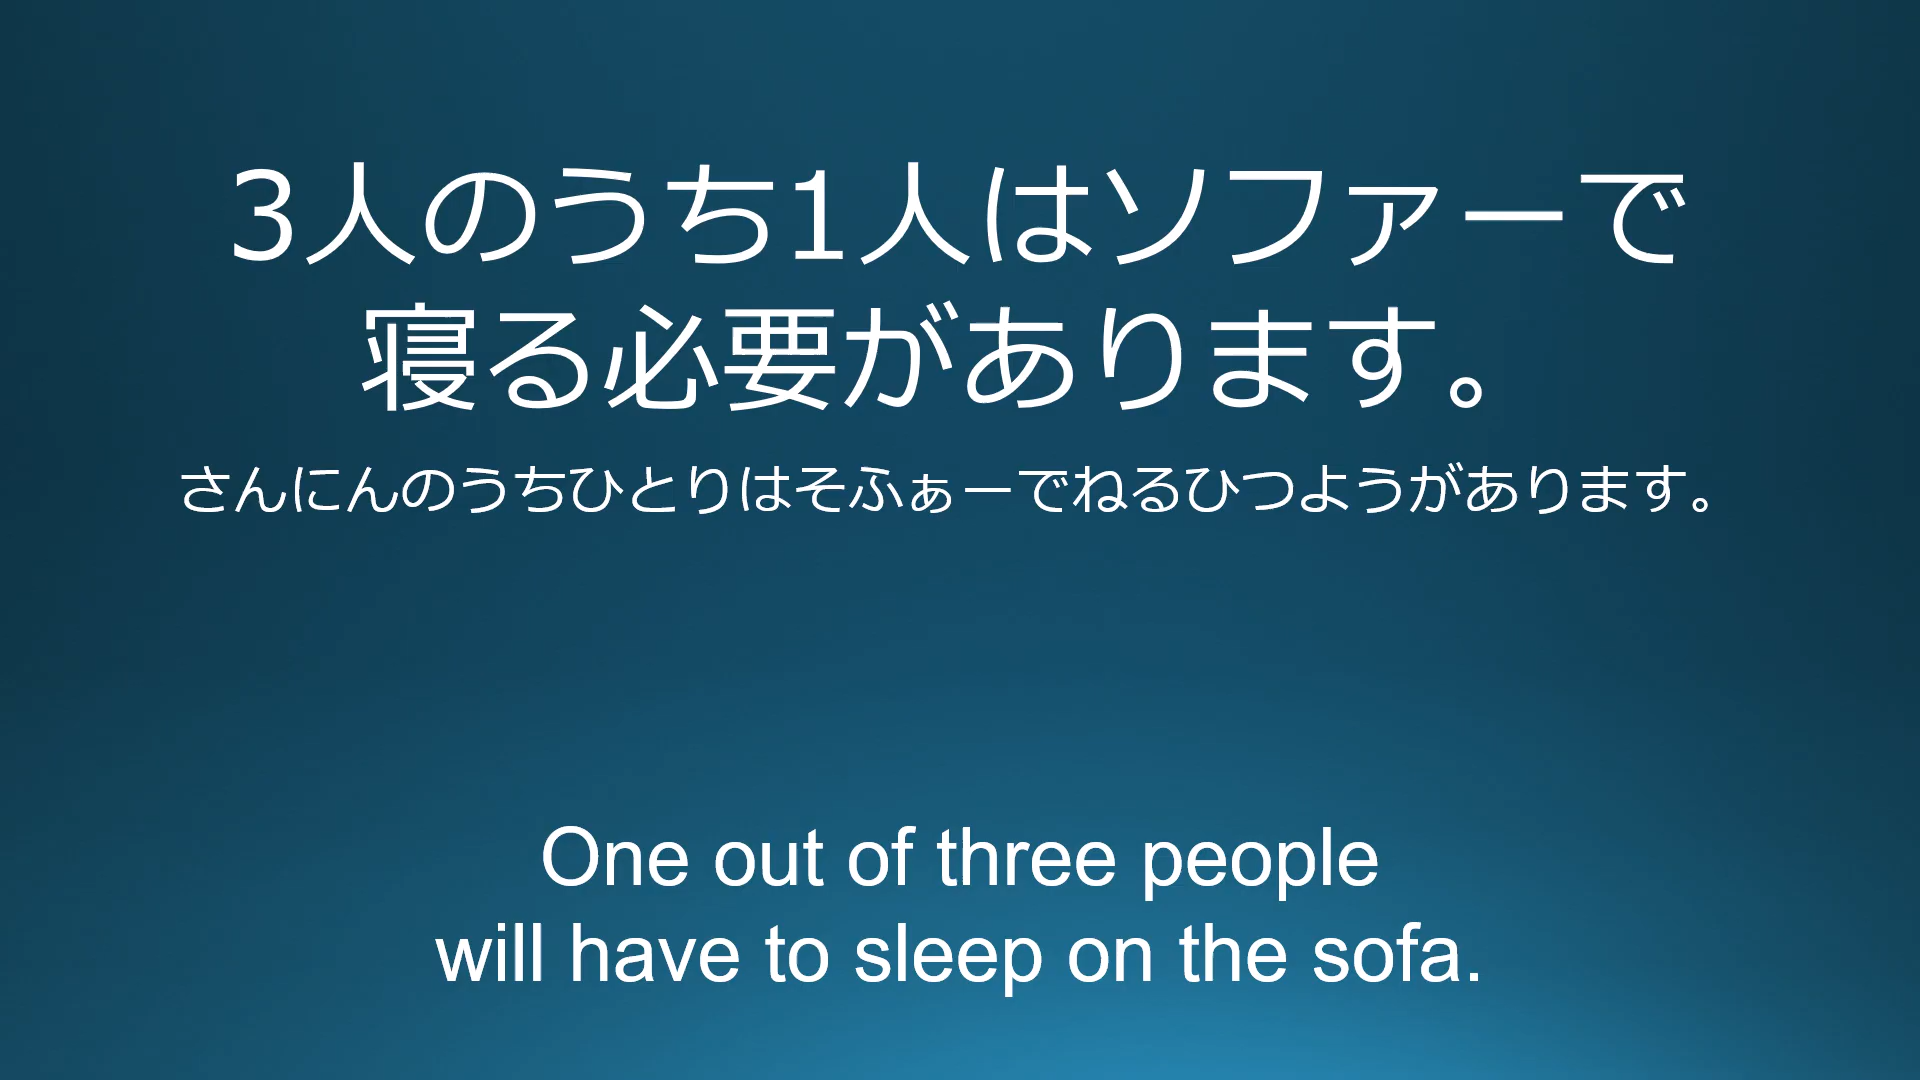 3人のうち1人はソファーで
寝る必要があります。
さんにんのうちひとりはそふぁーでねるひつようがあります。
One out of three people
will have to sleep on the sofa.